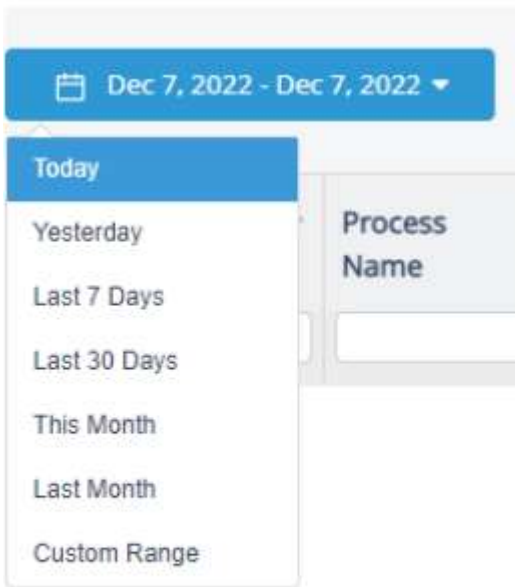 Dec 7, 2022 - Dec 7, 2022
Today
Yesterday
Last 7 Days
Last 30 Days
This Month
Last Month
Custom Range
Process
Name